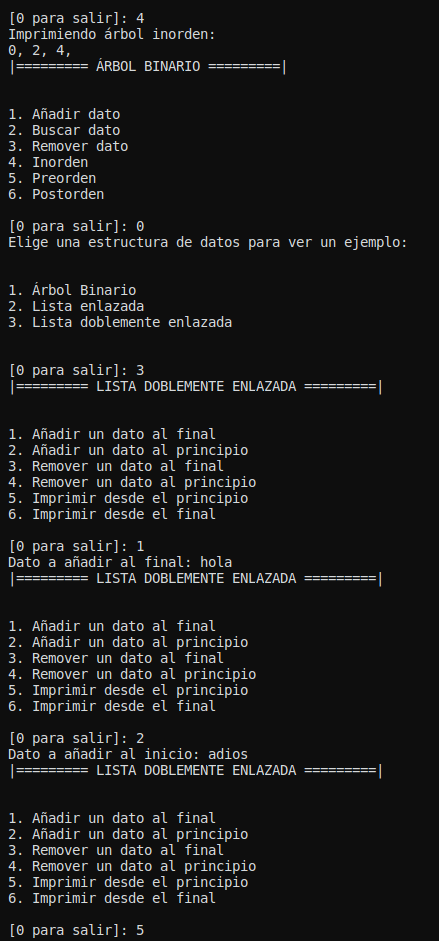 [0 para salir]: 4
Imprimiendo árbol inorden:
0, 2, 4,
|========= ÁRBOL BINARIO =========|
1. Añadir dato
2. Buscar dato
3. Remover dato
4. Inorden
5. Preorden
6. Postorden
[0 para salir]: 0
Elige una estructura de datos para ver un ejemplo:
1. Árbol Binario
2. Lista enlazada
3. Lista doblemente enlazada
[0 para salir]: 3
|========= LISTA DOBLEMENTE ENLAZADA =========|
1. Añadir un dato al final
2. Añadir un dato al principio
3. Remover un dato al final
4. Remover un dato al principio
5. Imprimir desde el principio
6. Imprimir desde el final
[0 para salir]: 1
Dato a añadir al final: hola
|========= LISTA DOBLEMENTE ENLAZADA =========|
1. Añadir un dato al final
2. Añadir un dato al principio
3. Remover un dato al final
4. Remover un dato al principio
5. Imprimir desde el principio
6. Imprimir desde el final
[0 para salir]: 2
Dato a añadir al inicio: adios
|========= LISTA DOBLEMENTE ENLAZADA =========|
1. Añadir un dato al final
2. Añadir un dato al principio
3. Remover un dato al final
4. Remover un dato al principio
5. Imprimir desde el principio
6. Imprimir desde el final
[0 para salir]: 5